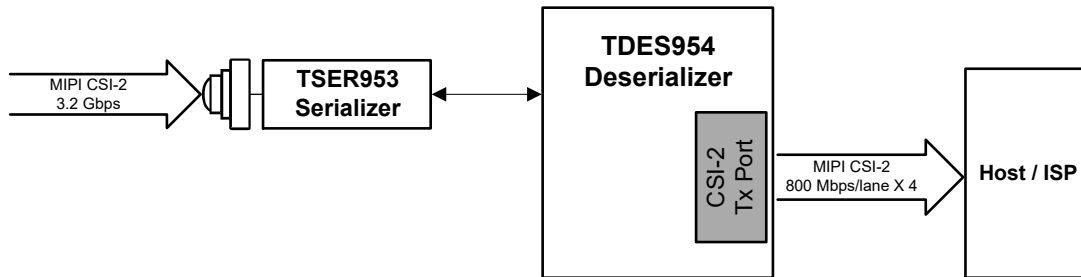 MIPI CSI-2
3.2 Gbps
TSER953
Serializer
TDES954
Deserializer
CSI-2
Tx Port
MIPI CSI-2
800 Mbps/lane X 4
Host / ISP